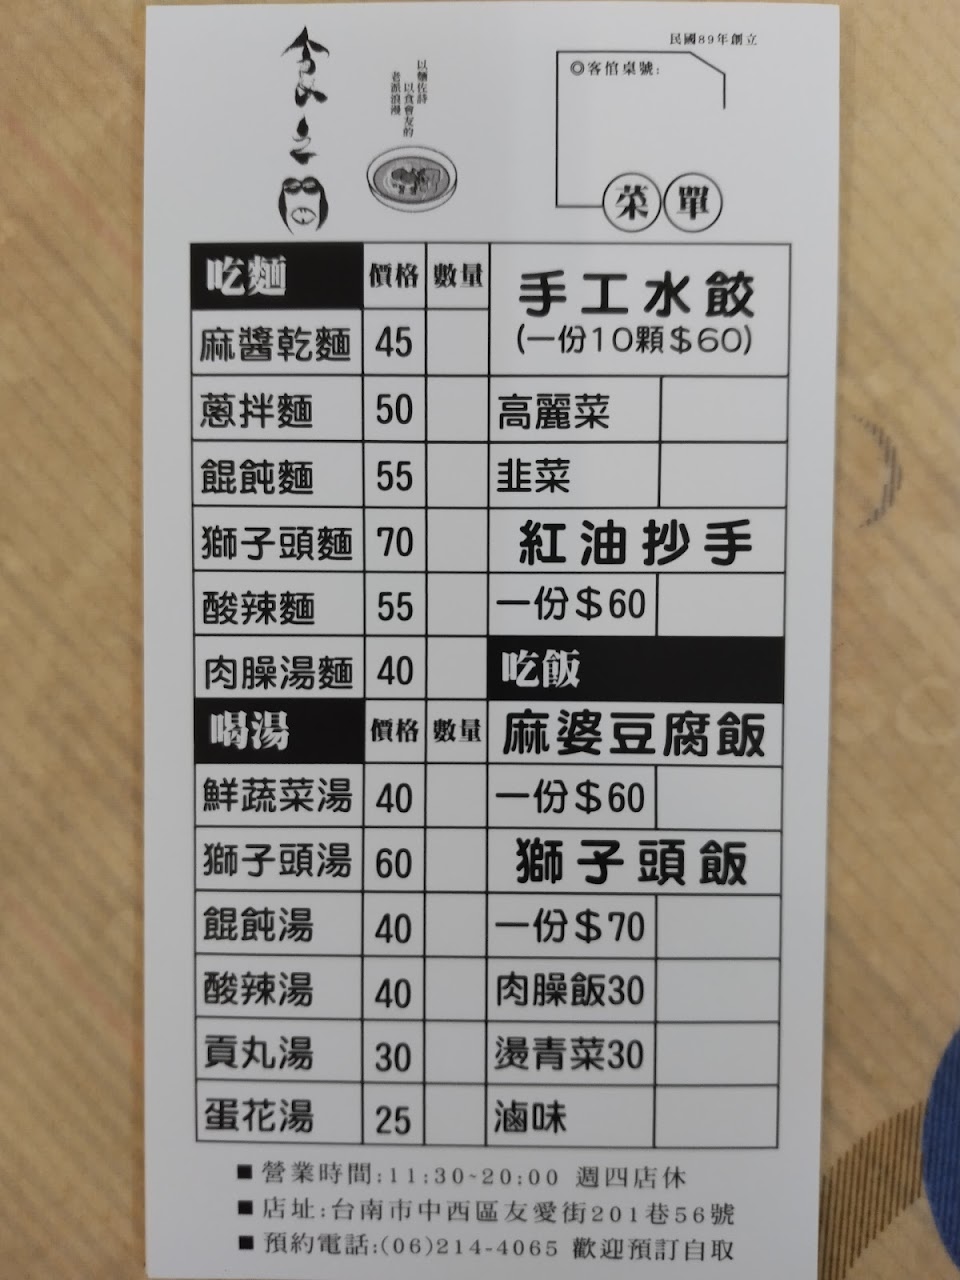 民國89年創立
食之
以麵佐詩
以食會友的
老派浪漫
◎客倌桌號:
菜單
吃麵 價格 數量
麻醬乾麵 45
蔥拌麵 50
餛飩麵 55
獅子頭麵 70
酸辣麵 55
肉臊湯麵 40
喝湯 價格 數量
鮮蔬菜湯 40
獅子頭湯 60
餛飩湯 40
酸辣湯 40
貢丸湯 30
蛋花湯 25
手工水餃
(一份10顆$60)
高麗菜
韭菜
紅油抄手
一份$60
吃飯
麻婆豆腐飯
一份$60
獅子頭飯
一份$70
肉臊飯30
燙青菜30
滷味
■ 營業時間:11:30~20:00 週四店休
■ 店址:台南市中西區友愛街201巷56號
■ 預約電話:(06)214-4065 歡迎預訂自取